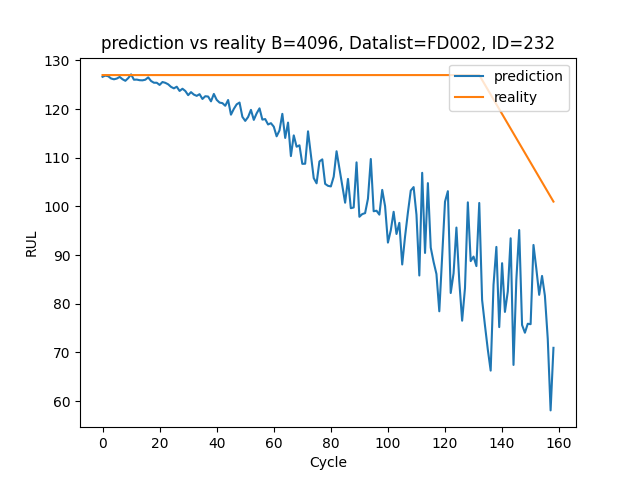 prediction vs reality B=4096, Datalist=FD002, ID=232
prediction
reality
RUL
130
120
110
100
90
80
70
60
0 20 40 60 80 100 120 140 160
Cycle